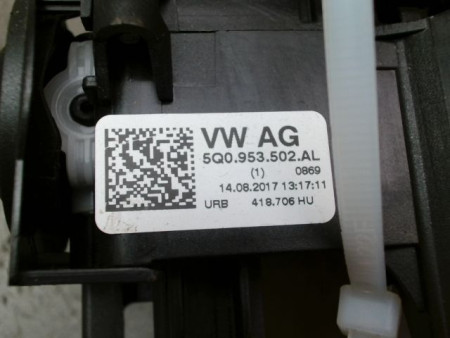 VW AG
5Q0.953.502.AL
(1) 0869
14.08.2017 13:17:11
URB 418.706 HU